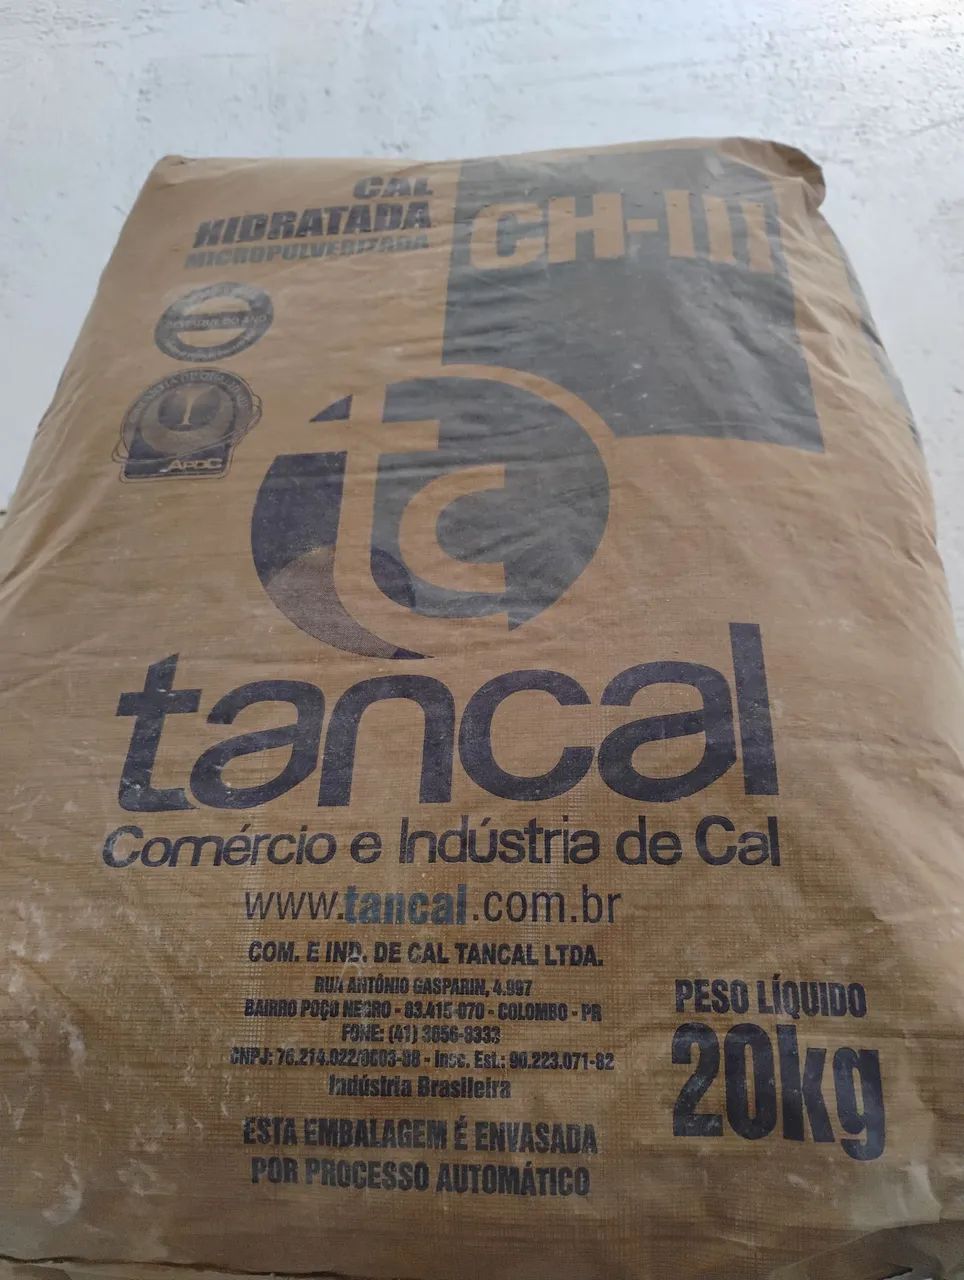 CAL
HIDRATADA
MICROPULVERIZADA
CH-III
APDC
tc
tancal
Comércio e Indústria de Cal
www.tancal.com.br
COM. E IND. DE CAL TANCAL LTDA.
RUA ANTÔNIO GASPARIN, 4.997
BAIRRO POÇO NEGRO - 83.415-070 - COLOMBO - PR
FONE: (41) 3656-8333
CNPJ: 76.214.022/0003-88 - Insc. Est.: 90.223.071-82
Indústria Brasileira
ESTA EMBALAGEM É ENVASADA
POR PROCESSO AUTOMÁTICO
PESO LÍQUIDO
20kg